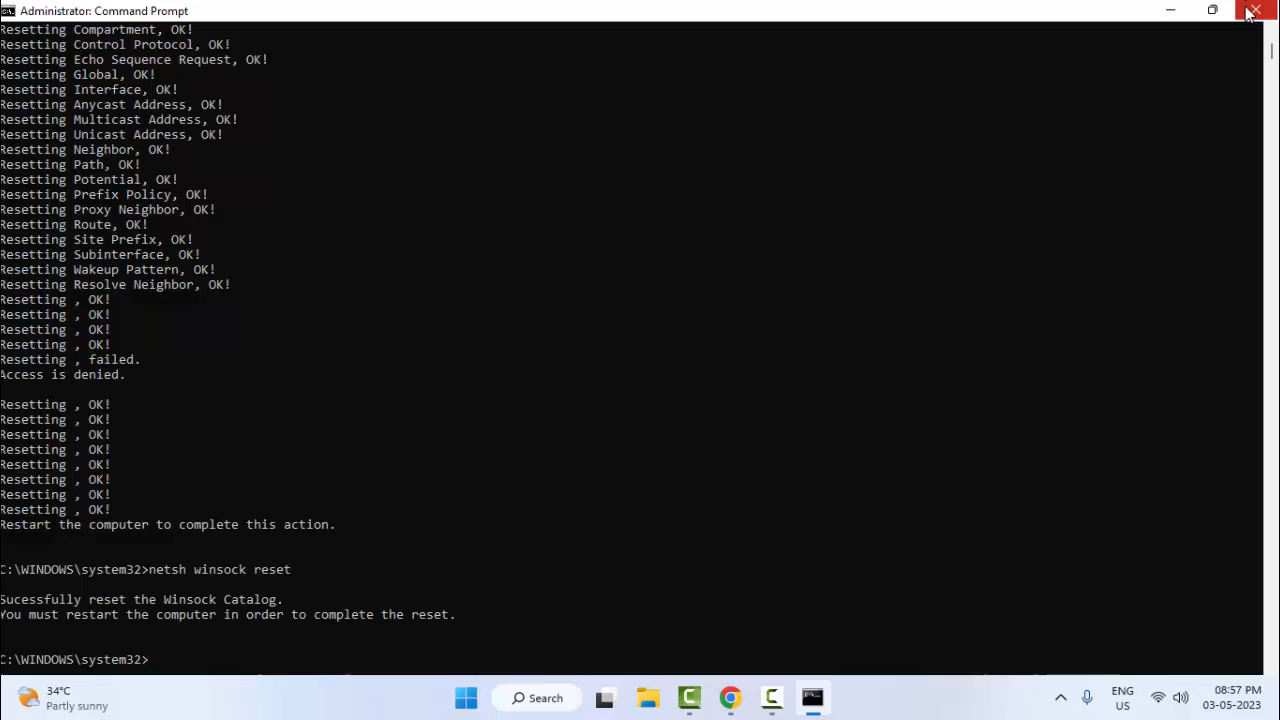 Administrator: Command Prompt
Resetting Compartment, OK!
Resetting Control Protocol, OK!
Resetting Echo Sequence Request, OK!
Resetting Global, OK!
Resetting Interface, OK!
Resetting Anycast Address, OK!
Resetting Multicast Address, OK!
Resetting Unicast Address, OK!
Resetting Neighbor, OK!
Resetting Path, OK!
Resetting Potential, OK!
Resetting Prefix Policy, OK!
Resetting Proxy Neighbor, OK!
Resetting Route, OK!
Resetting Site Prefix, OK!
Resetting Subinterface, OK!
Resetting Wakeup Pattern, OK!
Resetting Resolve Neighbor, OK!
Resetting , OK!
Resetting , OK!
Resetting , OK!
Resetting , OK!
Resetting , failed.
Access is denied.
Resetting , OK!
Resetting , OK!
Resetting , OK!
Resetting , OK!
Resetting , OK!
Resetting , OK!
Resetting , OK!
Resetting , OK!
Restart the computer to complete this action.
C:\WINDOWS\system32>netsh winsock reset
Sucessfully reset the Winsock Catalog.
You must restart the computer in order to complete the reset.
C:\WINDOWS\system32>
34°C
Partly sunny
Search
ENG
US
08:57 PM
03-05-2023